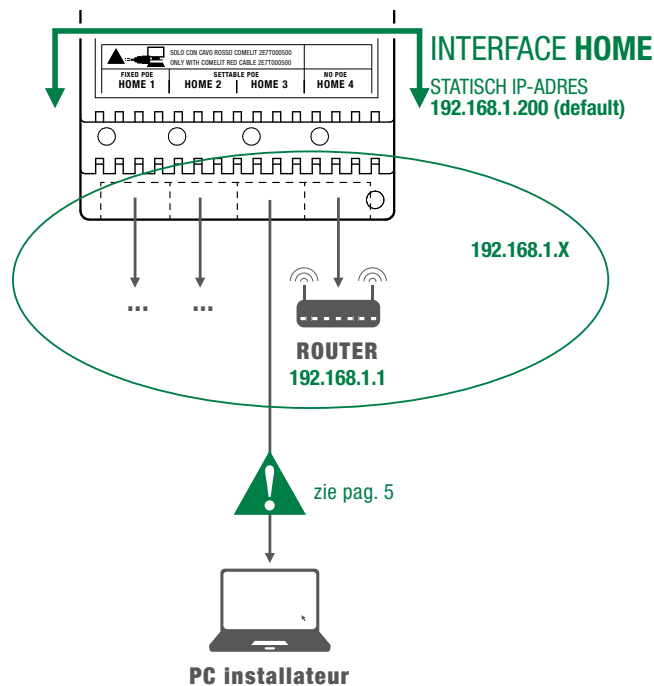 SOLO CON CAVO ROSSO COMELIT 2E7T000500
ONLY WITH COMELIT RED CABLE 2E7T000500
FIXED POE SETTABLE POE NO POE
HOME 1 HOME 2 HOME 3 HOME 4
INTERFACE HOME
STATISCH IP-ADRES
192.168.1.200 (default)
192.168.1.X
... ...
ROUTER
192.168.1.1
! zie pag. 5
PC installateur